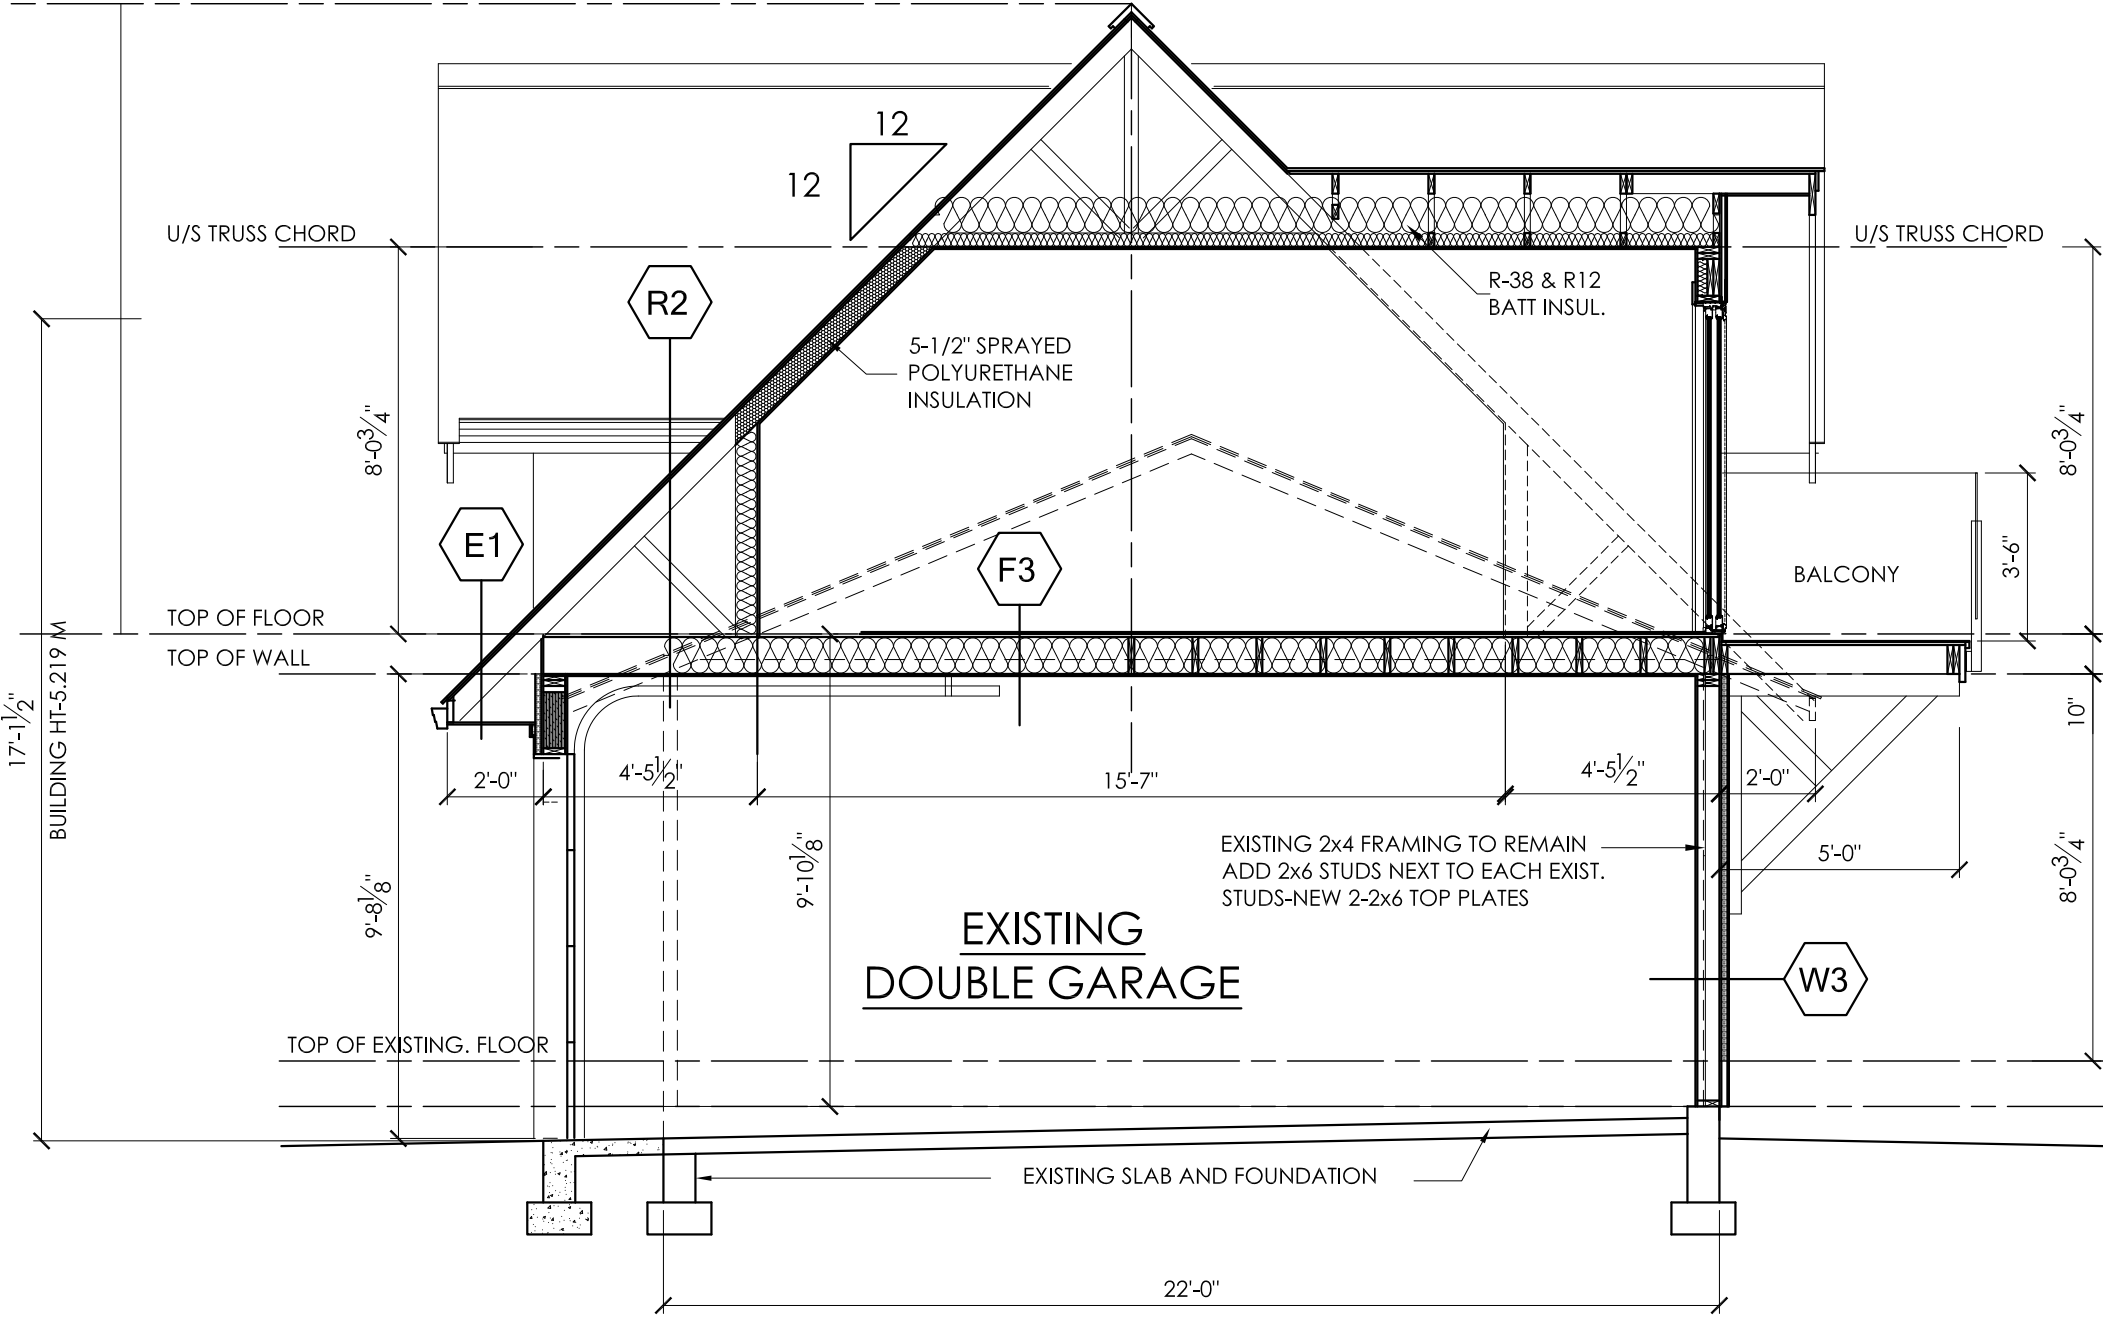 12
12
U/S TRUSS CHORD
U/S TRUSS CHORD
R2
R-38 & R12
BATT INSUL.
5-1/2" SPRAYED
POLYURETHANE
INSULATION
8'-0 3/4"
8'-0 3/4"
E1
F3
BALCONY
3'-6"
TOP OF FLOOR
TOP OF WALL
17'-1 1/2"
BUILDING HT-5.219 M
10"
2'-0"
4'-5 1/2"
15'-7"
4'-5 1/2"
2'-0"
9'-8 1/8"
9'-10 1/8"
EXISTING 2x4 FRAMING TO REMAIN
ADD 2x6 STUDS NEXT TO EACH EXIST.
STUDS-NEW 2-2x6 TOP PLATES
5'-0"
8'-0 3/4"
EXISTING
DOUBLE GARAGE
W3
TOP OF EXISTING. FLOOR
EXISTING SLAB AND FOUNDATION
22'-0"